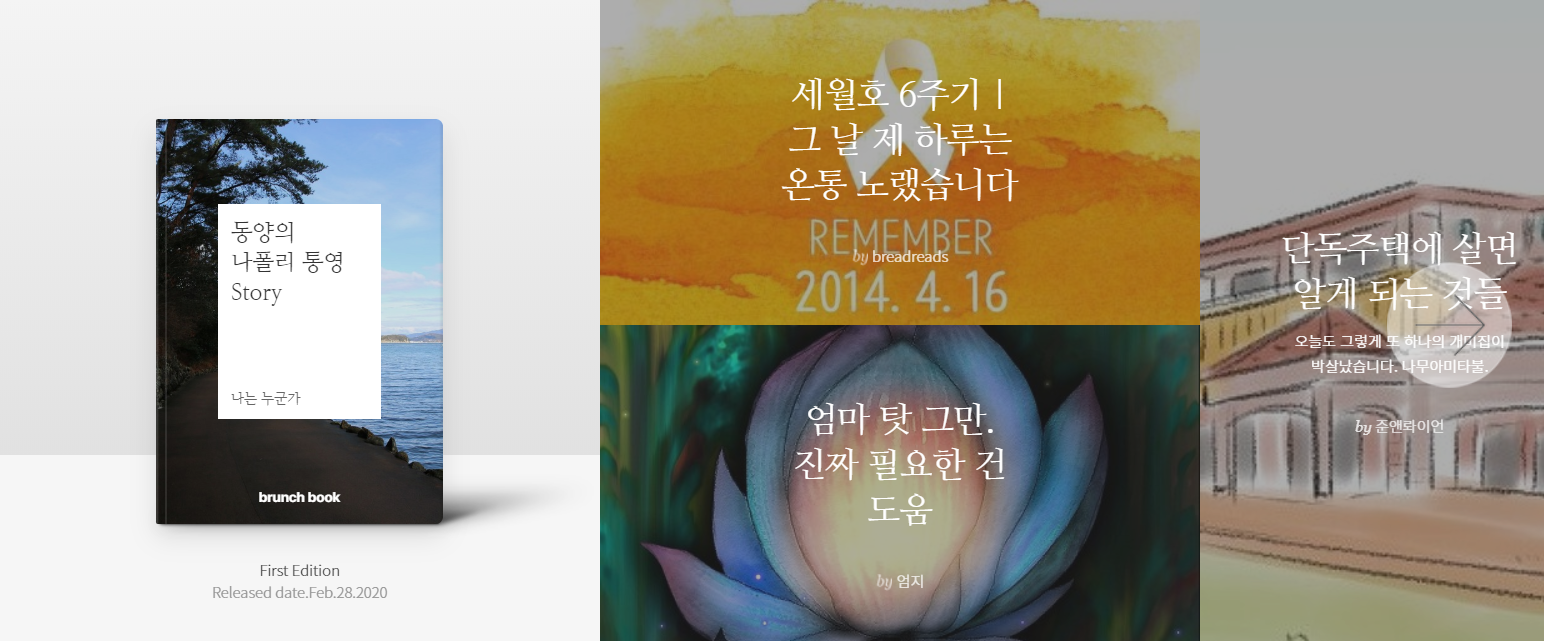 동양의
나폴리 통영
Story
나는 누군가
brunch book
First Edition
Released date.Feb.28.2020
세월호 6주기 |
그 날 제 하루는
온통 노랬습니다
REMEMBER
by breadreads
2014. 4. 16
엄마 탓 그만.
진짜 필요한 건
도움
by 엄지
단독주택에 살면
알게 되는 것들
오늘도 그렇게 또 하나의 개미집이
박살났습니다. 나무아미타불.
by 준앤롸이언